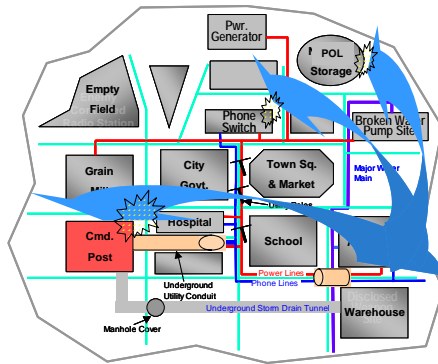 Pwr.
Generator
POL
Storage
Empty
Field
Radio Station
Phone
Switch
Broken Water
Pump Site
Grain
City
Govt.
Town Sq.
& Market
Major Water
Main
Hospital
Cmd.
Post
School
Power Lines
Phone Lines
Underground
Utility Conduit
Underground Storm Drain Tunnel
Manhole Cover
Warehouse